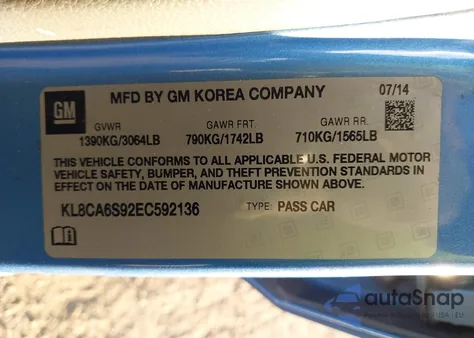 GM
MFD BY GM KOREA COMPANY
07/14
GVWR GAWR FRT. GAWR RR.
1390KG/3064LB 790KG/1742LB 710KG/1565LB
THIS VEHICLE CONFORMS TO ALL APPLICABLE U.S. FEDERAL MOTOR
VEHICLE SAFETY, BUMPER, AND THEFT PREVENTION STANDARDS IN
EFFECT ON THE DATE OF MANUFACTURE SHOWN ABOVE.
KL8CA6S92EC592136 TYPE: PASS CAR
autoSnap